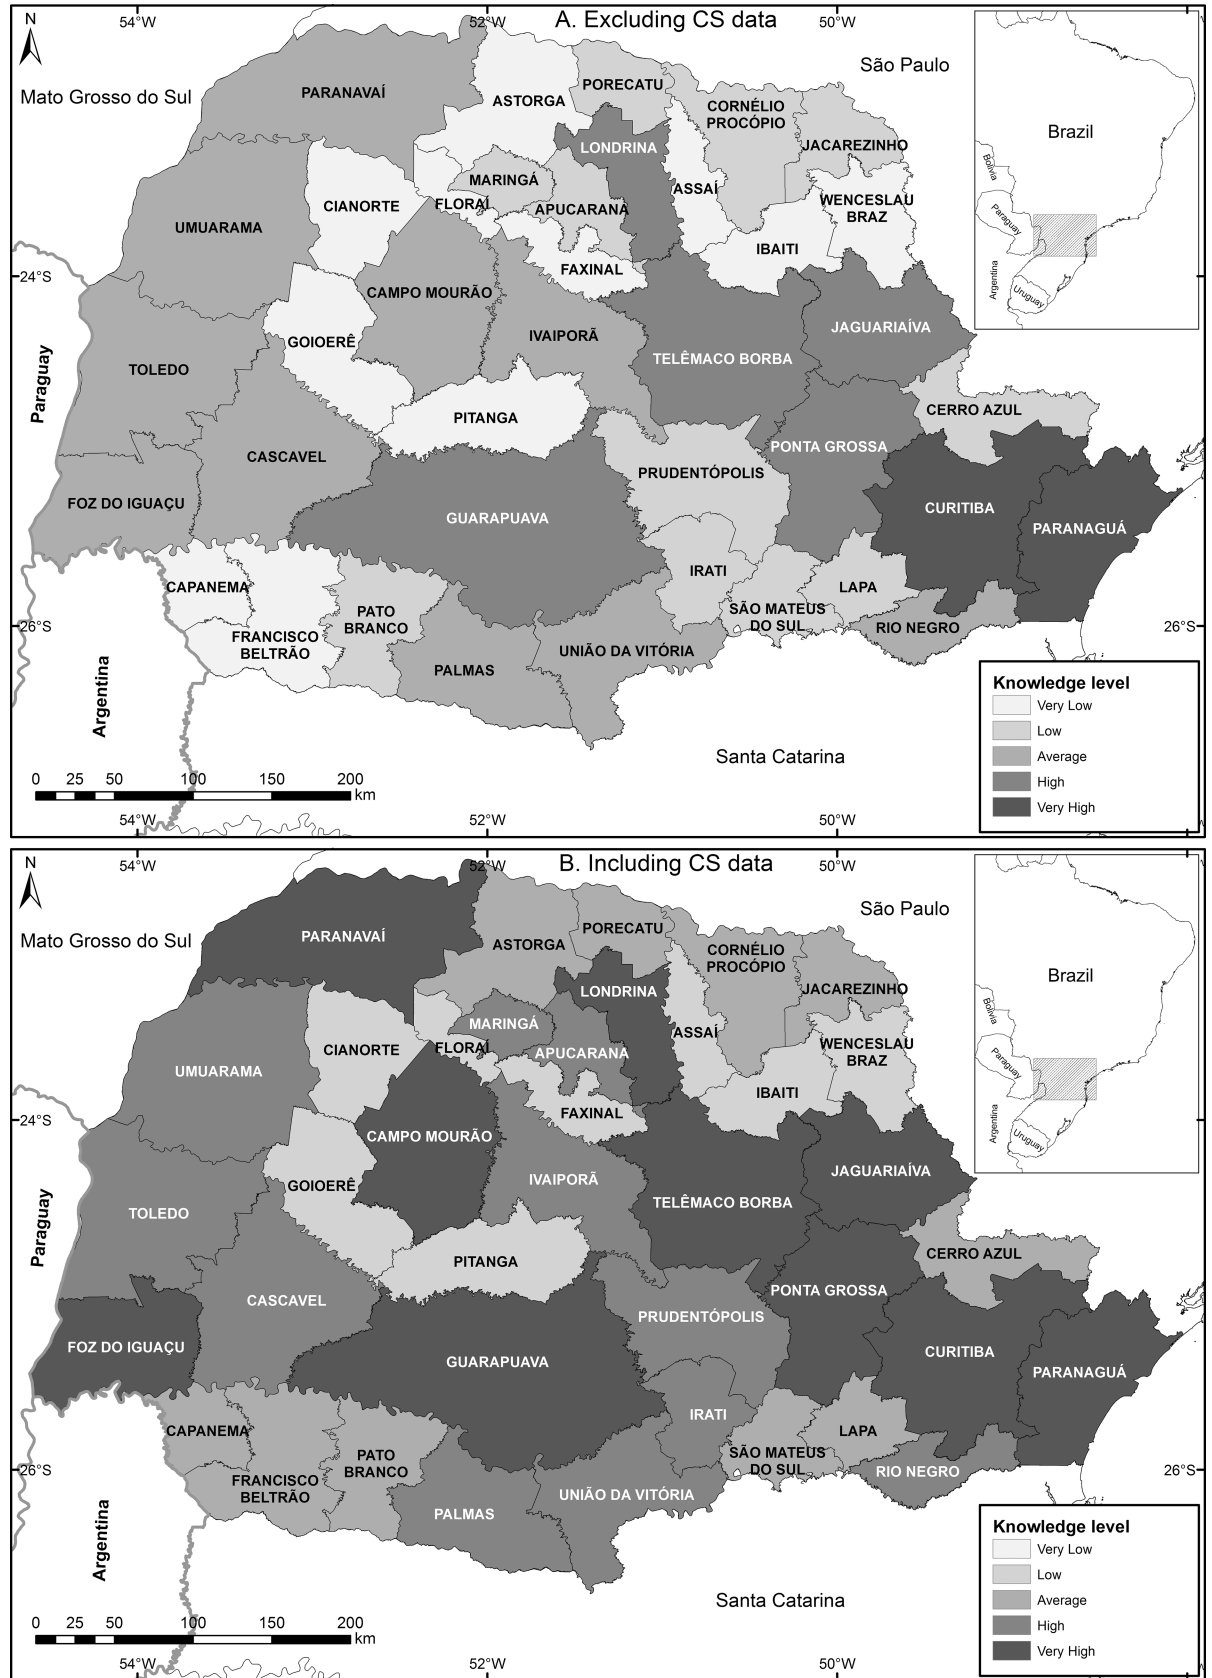 A. Excluding CS data
N
54°W
52°W
50°W
Mato Grosso do Sul
São Paulo
PARANAVAÍ
ASTORGA
PORECATU
CORNÉLIO
PROCÓPIO
LONDRINA
JACAREZINHO
MARINGÁ
ASSAÍ
CIANORTE
FLORAÍ
APUCARANA
WENCESLAU
BRAZ
UMUARAMA
IBAITI
FAXINAL
24°S
CAMPO MOURÃO
JAGUARIAÍVA
GOIOERÊ
IVAIPORÃ
TELÊMACO BORBA
TOLEDO
Paraguay
CERRO AZUL
PITANGA
PONTA GROSSA
CASCAVEL
PRUDENTÓPOLIS
FOZ DO IGUAÇU
GUARAPUAVA
CURITIBA
PARANAGUÁ
IRATI
CAPANEMA
LAPA
PATO
BRANCO
SÃO MATEUS
DO SUL
FRANCISCO
BELTRÃO
RIO NEGRO
26°S
26°S
UNIÃO DA VITÓRIA
PALMAS
Argentina
Santa Catarina
Brazil
Bolivia
Paraguay
Argentina
Uruguay
Knowledge level
Very Low
Low
Average
High
Very High
0 25 50 100 150 200
km
54°W
52°W
50°W
B. Including CS data
N
54°W
52°W
50°W
Mato Grosso do Sul
São Paulo
PARANAVAÍ
ASTORGA
PORECATU
CORNÉLIO
PROCÓPIO
LONDRINA
JACAREZINHO
MARINGÁ
ASSAÍ
CIANORTE
FLORAÍ
APUCARANA
WENCESLAU
BRAZ
UMUARAMA
IBAITI
FAXINAL
24°S
CAMPO MOURÃO
JAGUARIAÍVA
GOIOERÊ
IVAIPORÃ
TELÊMACO BORBA
TOLEDO
Paraguay
CERRO AZUL
PITANGA
PONTA GROSSA
CASCAVEL
PRUDENTÓPOLIS
FOZ DO IGUAÇU
GUARAPUAVA
CURITIBA
PARANAGUÁ
IRATI
CAPANEMA
LAPA
PATO
BRANCO
SÃO MATEUS
DO SUL
FRANCISCO
BELTRÃO
RIO NEGRO
26°S
26°S
UNIÃO DA VITÓRIA
PALMAS
Argentina
Santa Catarina
Brazil
Bolivia
Paraguay
Argentina
Uruguay
Knowledge level
Very Low
Low
Average
High
Very High
0 25 50 100 150 200
km
54°W
52°W
50°W